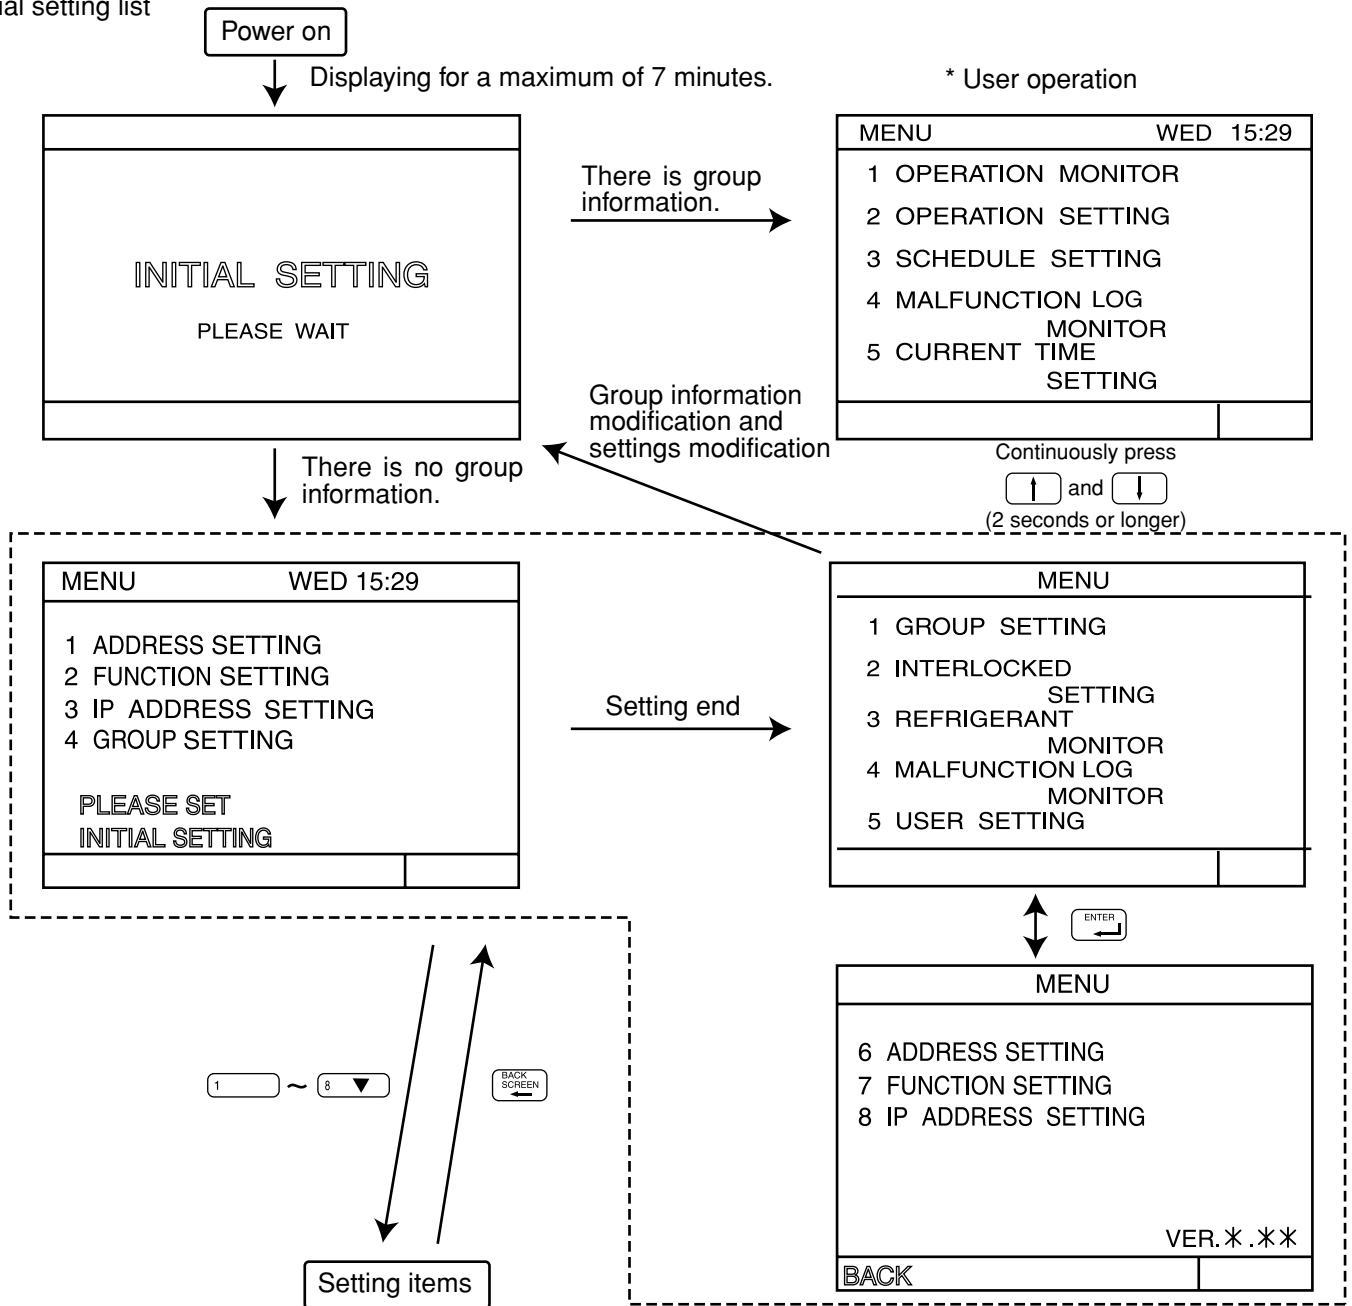 ial setting list
Power on
Displaying for a maximum of 7 minutes.
* User operation
INITIAL SETTING
PLEASE WAIT
There is group
information.
MENU WED 15:29
1 OPERATION MONITOR
2 OPERATION SETTING
3 SCHEDULE SETTING
4 MALFUNCTION LOG
MONITOR
5 CURRENT TIME
SETTING
Group information
modification and
settings modification
Continuously press
and
(2 seconds or longer)
There is no group
information.
MENU WED 15:29
1 ADDRESS SETTING
2 FUNCTION SETTING
3 IP ADDRESS SETTING
4 GROUP SETTING
PLEASE SET
INITIAL SETTING
Setting end
MENU
1 GROUP SETTING
2 INTERLOCKED
SETTING
3 REFRIGERANT
MONITOR
4 MALFUNCTION LOG
MONITOR
5 USER SETTING
ENTER
MENU
6 ADDRESS SETTING
7 FUNCTION SETTING
8 IP ADDRESS SETTING
VER.*.**
BACK
1 ~ 8 ▼
BACK
SCREEN
Setting items